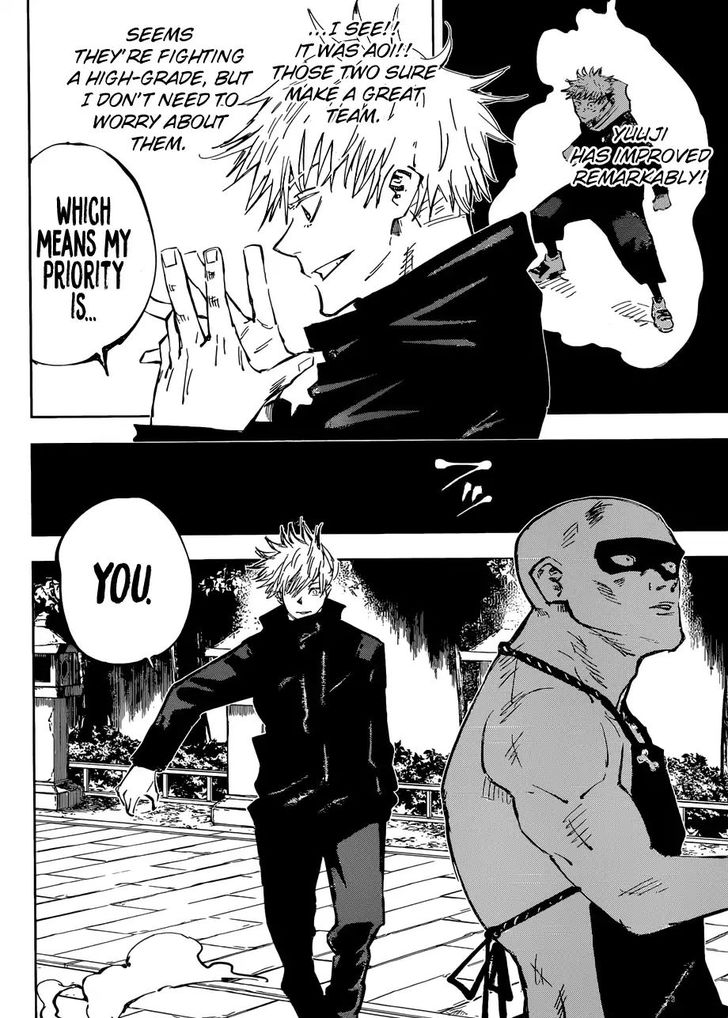 YUUJI
HAS IMPROVED
REMARKABLY!
...I SEE!!
IT WAS AOI!!
THOSE TWO SURE
MAKE A GREAT
TEAM.
SEEMS
THEY'RE FIGHTING
A HIGH-GRADE, BUT
I DON'T NEED TO
WORRY ABOUT
THEM.
WHICH
MEANS MY
PRIORITY
IS...
YOU.